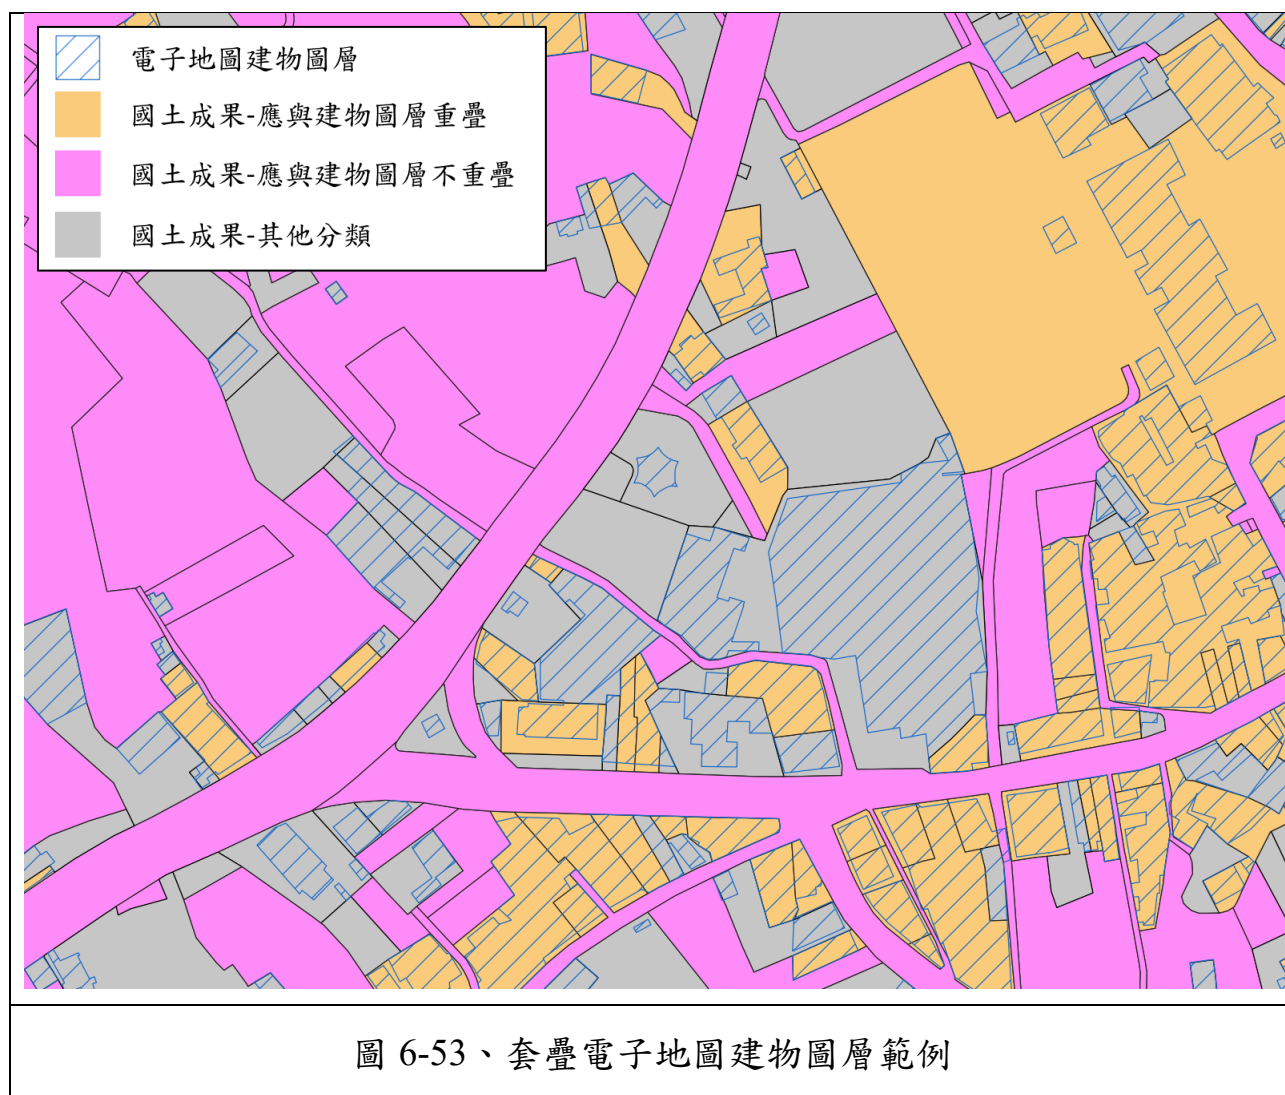 電子地圖建物圖層
國土成果-應與建物圖層重疊
國土成果-應與建物圖層不重疊
國土成果-其他分類
圖 6-53、套疊電子地圖建物圖層範例